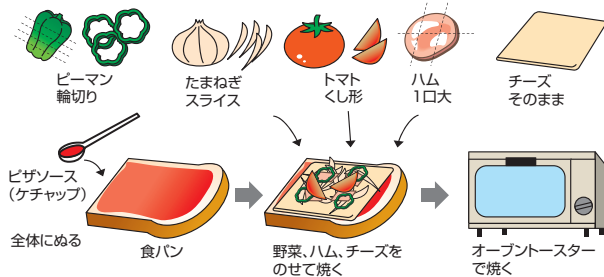 ピーマン
輪切り
たまねぎ
スライス
トマト
くし形
ハム
1口大
チーズ
そのまま
ピザソース
（ケチャップ）
全体にぬる
食パン
野菜、ハム、チーズを
のせて焼く
オーブントースター
で焼く